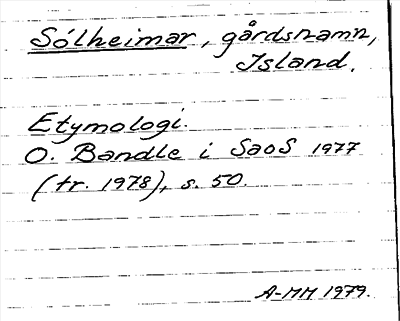 Sólheimar, gårdsnamn,
Island.
Etymologi.
O. Bandle i SaoS 1977
(tr. 1978), s. 50.
A-MM 1979.